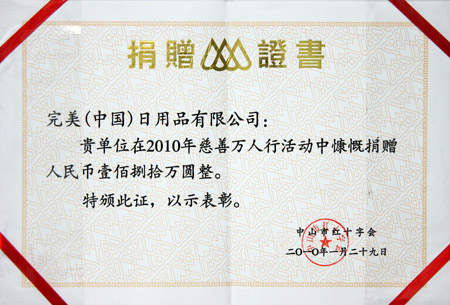 捐贈 證書
完美(中国)日用品有限公司:
贵单位在2010年慈善万人行活动中慷慨捐赠
人民币壹佰捌拾万圆整。
特颁此证，以示表彰。
中山市红十字会
二〇一〇年一月二十九日